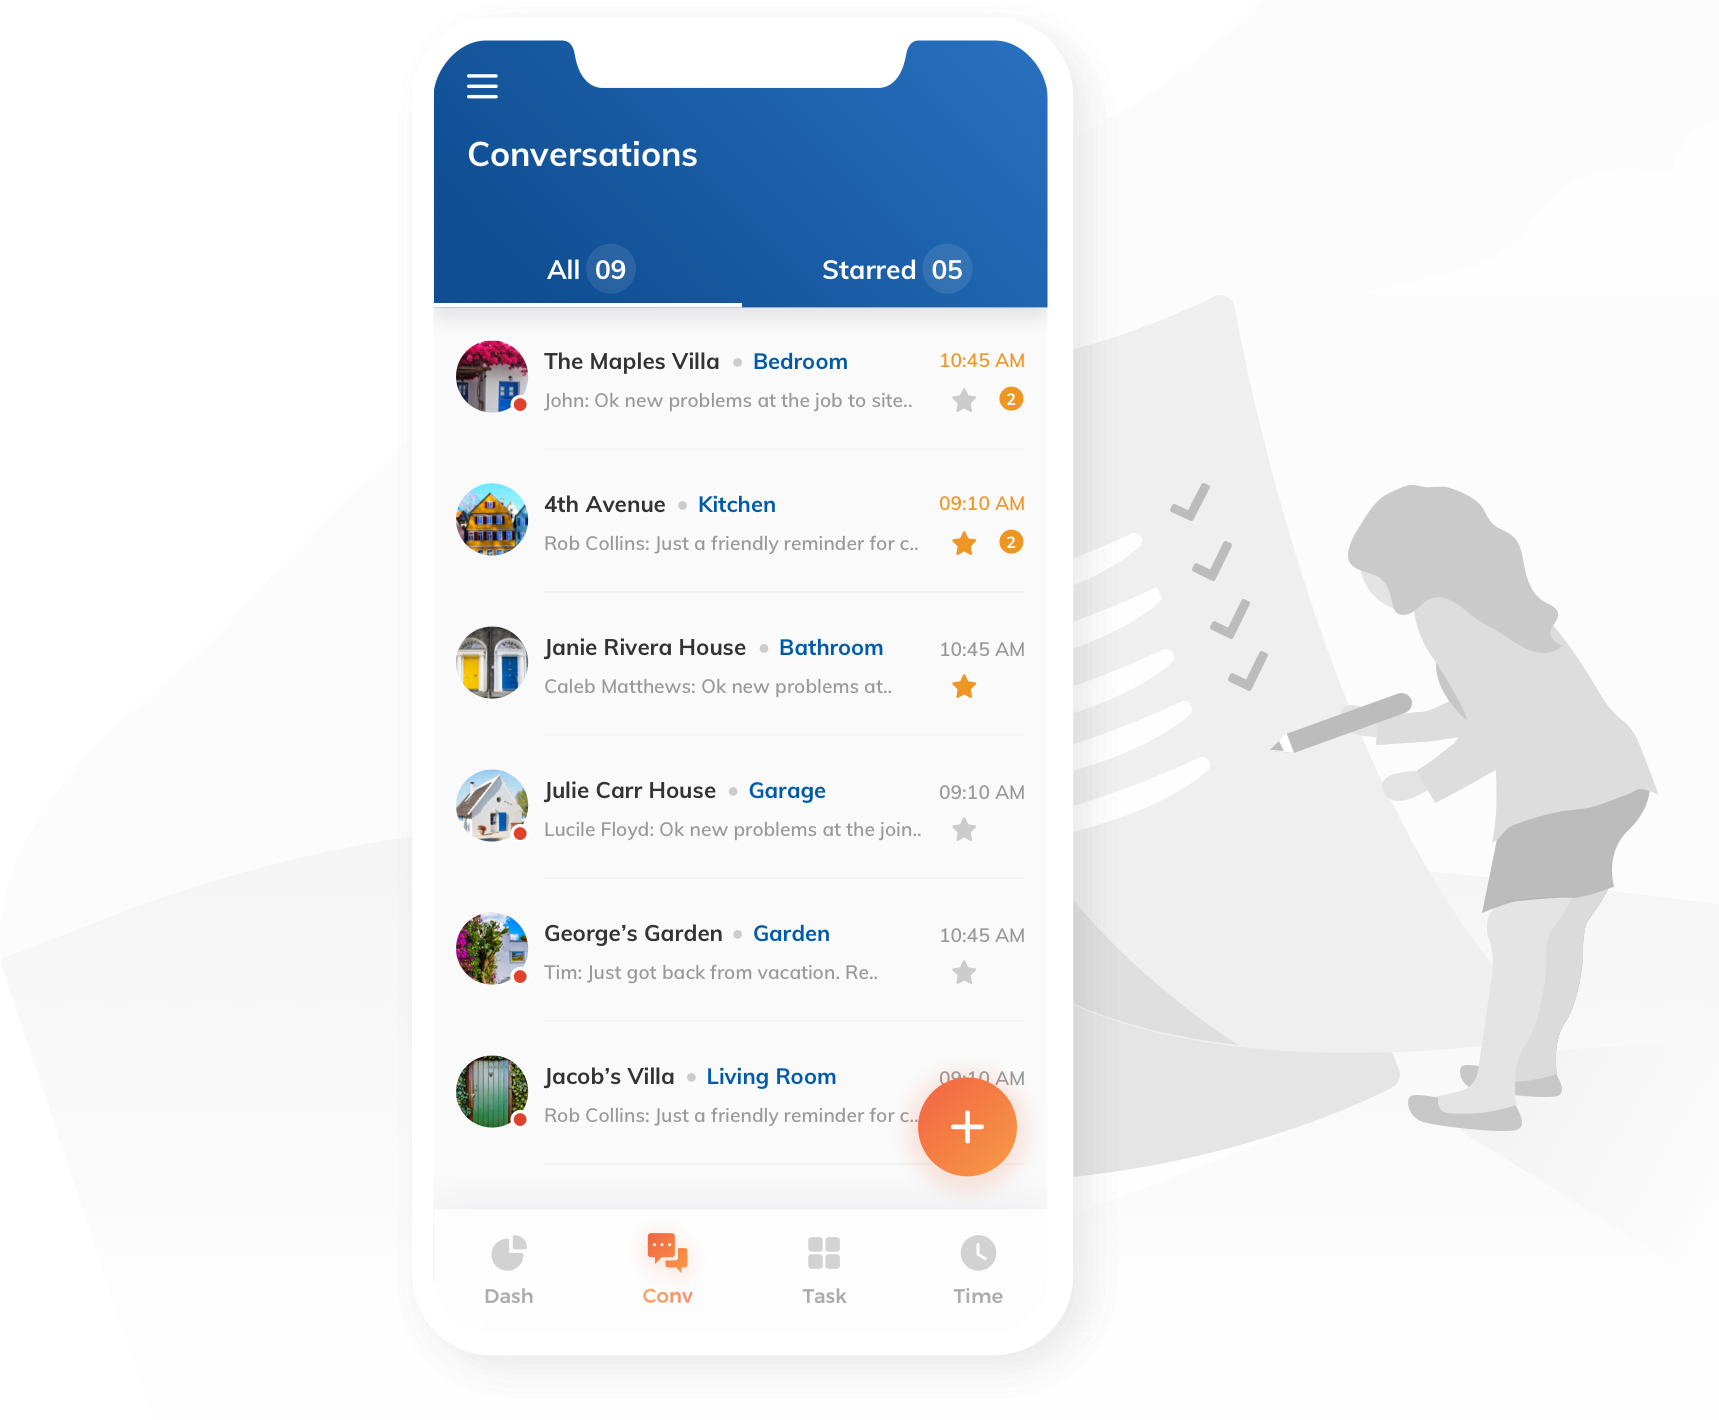 Conversations
All 09
Starred 05
The Maples Villa • Bedroom 10:45 AM
John: Ok new problems at the job to site.. 2
4th Avenue • Kitchen 09:10 AM
Rob Collins: Just a friendly reminder for c.. 2
Janie Rivera House • Bathroom 10:45 AM
Caleb Matthews: Ok new problems at..
Julie Carr House • Garage 09:10 AM
Lucile Floyd: Ok new problems at the join..
George’s Garden • Garden 10:45 AM
Tim: Just got back from vacation. Re..
Jacob’s Villa • Living Room 09:10 AM
Rob Collins: Just a friendly reminder for c..
Dash
Conv
Task
Time